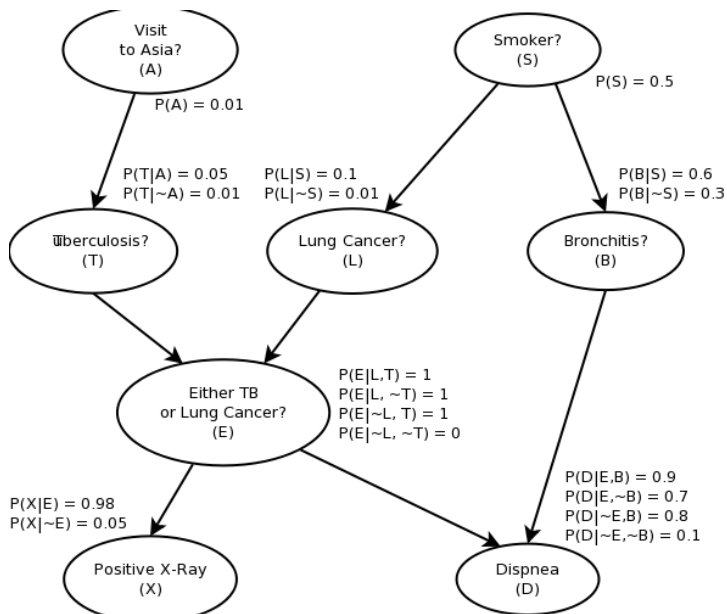 Visit
to Asia?
(A)
Smoker?
(S)
P(A) = 0.01
P(S) = 0.5
P(T|A) = 0.05
P(T|~A) = 0.01
P(L|S) = 0.1
P(L|~S) = 0.01
P(B|S) = 0.6
P(B|~S) = 0.3
Tuberculosis?
(T)
Lung Cancer?
(L)
Bronchitis?
(B)
Either TB
or Lung Cancer?
(E)
P(E|L,T) = 1
P(E|L, ~T) = 1
P(E|~L, T) = 1
P(E|~L, ~T) = 0
P(X|E) = 0.98
P(X|~E) = 0.05
P(D|E,B) = 0.9
P(D|E,~B) = 0.7
P(D|~E,B) = 0.8
P(D|~E,~B) = 0.1
Positive X-Ray
(X)
Dispnea
(D)